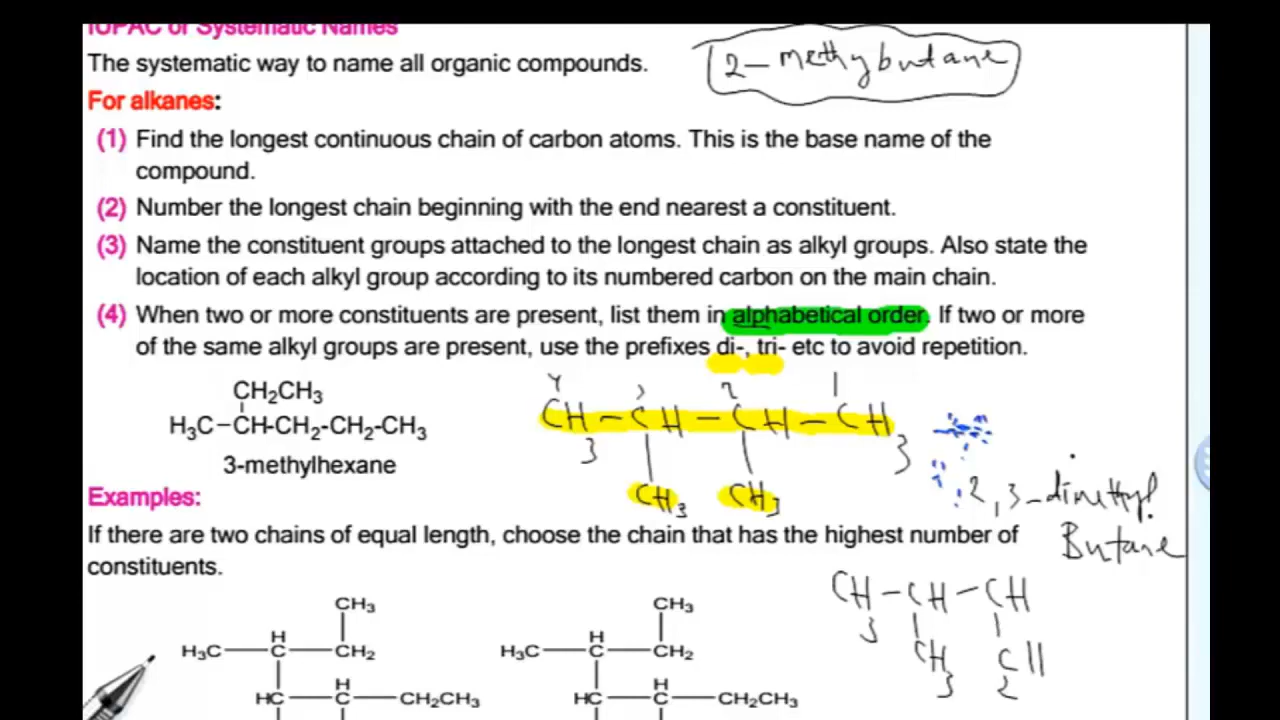 IUPAC or Systematic Names
The systematic way to name all organic compounds.
2-methybutane
For alkanes:
(1) Find the longest continuous chain of carbon atoms. This is the base name of the
compound.
(2) Number the longest chain beginning with the end nearest a constituent.
(3) Name the constituent groups attached to the longest chain as alkyl groups. Also state the
location of each alkyl group according to its numbered carbon on the main chain.
(4) When two or more constituents are present, list them in alphabetical order. If two or more
of the same alkyl groups are present, use the prefixes di-, tri- etc to avoid repetition.
4 3 2 1
CH3-CH-CH-CH3
CH3 CH3
CH2CH3
H3C-CH-CH2-CH2-CH3
3-methylhexane
2,3-dimethyl
Butane
Examples:
If there are two chains of equal length, choose the chain that has the highest number of
constituents.
CH3-CH-CH
CH3
CH3 CH3
H H
H3C C CH2 H3C C CH2
H H
HC C CH2CH3 HC C CH2CH3